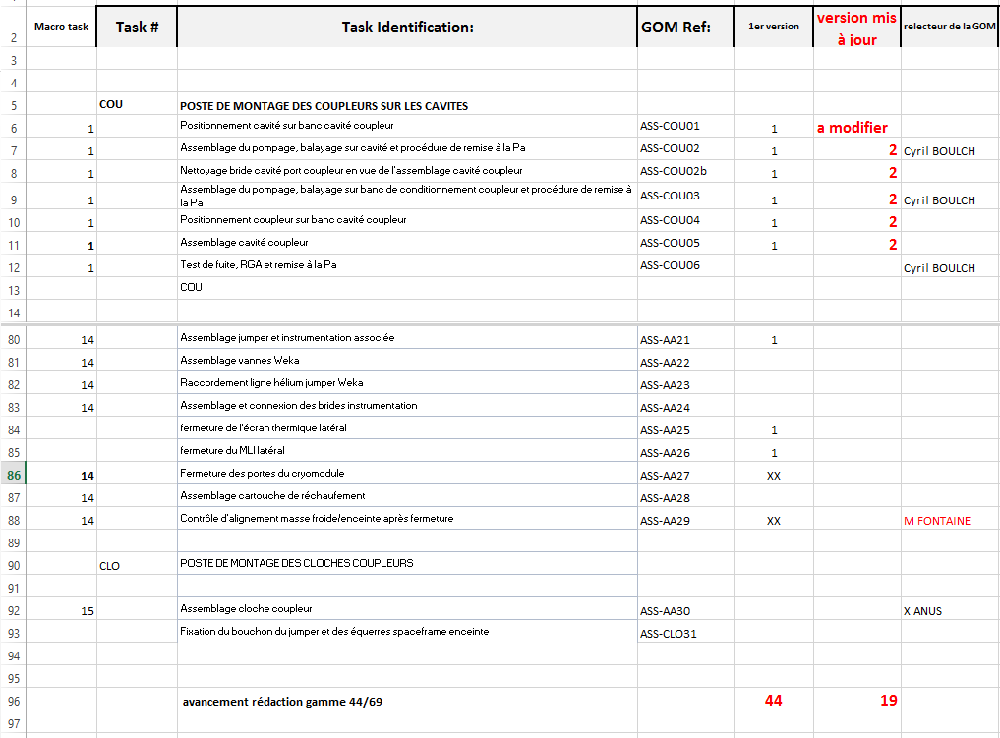 Macro task Task # Task Identification: GOM Ref: 1er version version mis à jour relecteur de la GOM
2
3
4
5 COU POSTE DE MONTAGE DES COUPLEURS SUR LES CAVITES
6 1 Positionnement cavité sur banc cavité coupleur ASS-COU01 1 a modifier
7 1 Assemblage du pompage, balayage sur cavité et procédure de remise à la Pa ASS-COU02 1 2 Cyril BOULCH
8 1 Nettoyage bride cavité port coupleur en vue de l'assemblage cavité coupleur ASS-COU02b 1 2
9 1 Assemblage du pompage, balayage sur banc de conditionnement coupleur et procédure de remise à la Pa ASS-COU03 1 2 Cyril BOULCH
10 1 Positionnement coupleur sur banc cavité coupleur ASS-COU04 1 2
11 1 Assemblage cavité coupleur ASS-COU05 1 2
12 1 Test de fuite, RGA et remise à la Pa ASS-COU06 Cyril BOULCH
13 COU
14
80 14 Assemblage jumper et instrumentation associée ASS-AA21 1
81 14 Assemblage vannes Weka ASS-AA22
82 14 Raccordement ligne hélium jumper Weka ASS-AA23
83 14 Assemblage et connexion des brides instrumentation ASS-AA24
84 fermeture de l'écran thermique latéral ASS-AA25 1
85 fermeture du MLI latéral ASS-AA26 1
86 14 Fermeture des portes du cryomodule ASS-AA27 XX
87 14 Assemblage cartouche de réchaufement ASS-AA28
88 14 Contrôle d'alignement masse froide/enceinte après fermeture ASS-AA29 XX M FONTAINE
89
90 CLO POSTE DE MONTAGE DES CLOCHES COUPLEURS
91
92 15 Assemblage cloche coupleur ASS-AA30 X ANUS
93 Fixation du bouchon du jumper et des équerres spaceframe enceinte ASS-CLO31
94
95
96 avancement rédaction gamme 44/69 44 19
97